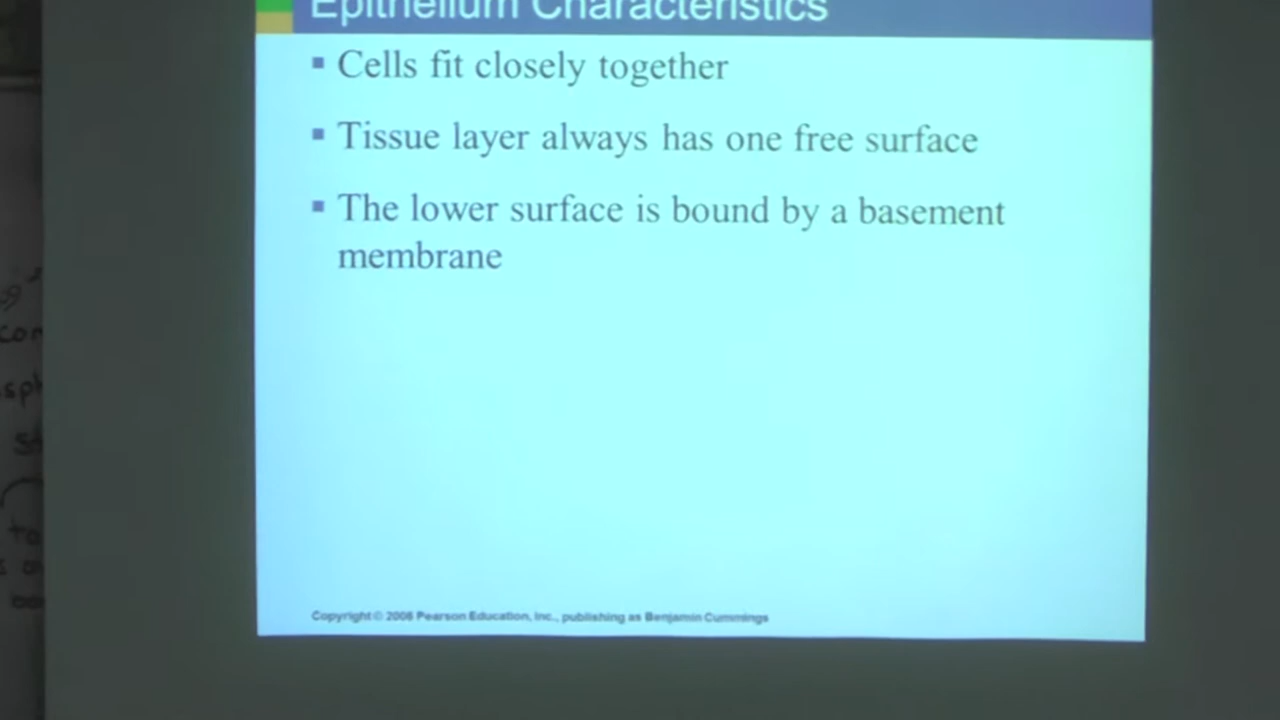 Epithelium Characteristics
▪ Cells fit closely together
▪ Tissue layer always has one free surface
▪ The lower surface is bound by a basement
membrane
Copyright © 2006 Pearson Education, Inc., publishing as Benjamin Cummings
to